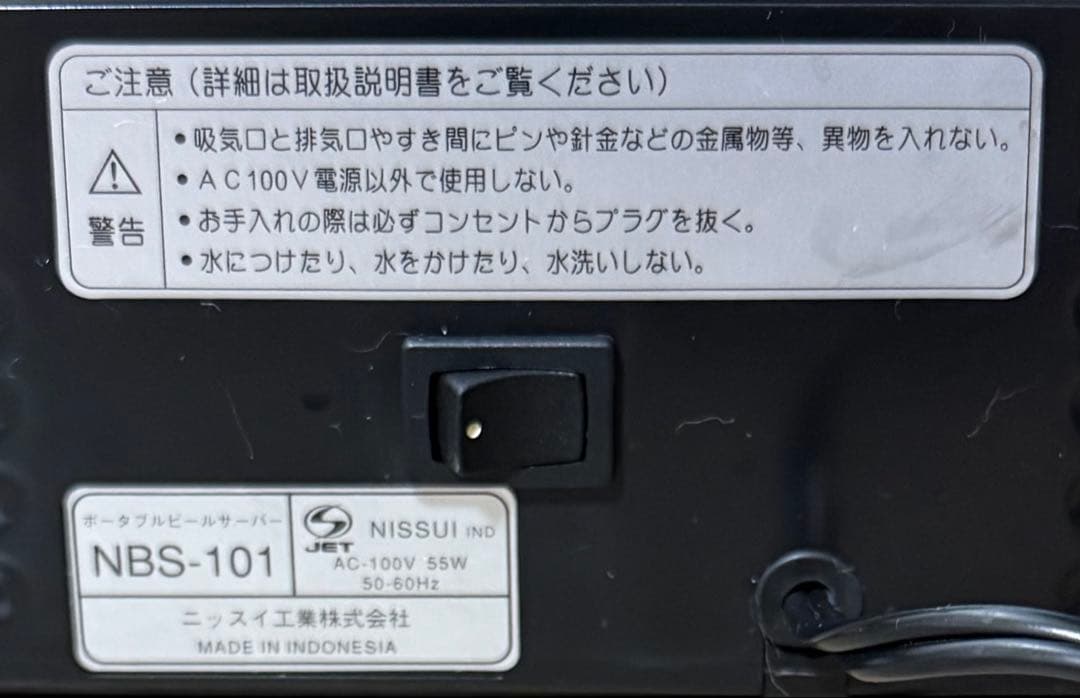 ご注意（詳細は取扱説明書をご覧ください）
警告
•吸気口と排気口やすき間にピンや針金などの金属物等、異物を入れない。
•AC100V電源以外で使用しない。
•お手入れの際は必ずコンセントからプラグを抜く。
•水につけたり、水をかけたり、水洗いしない。
ポータブルビールサーバー
NBS-101
JET
NISSUI IND
AC-100V 55W
50-60Hz
ニッスイ工業株式会社
MADE IN INDONESIA